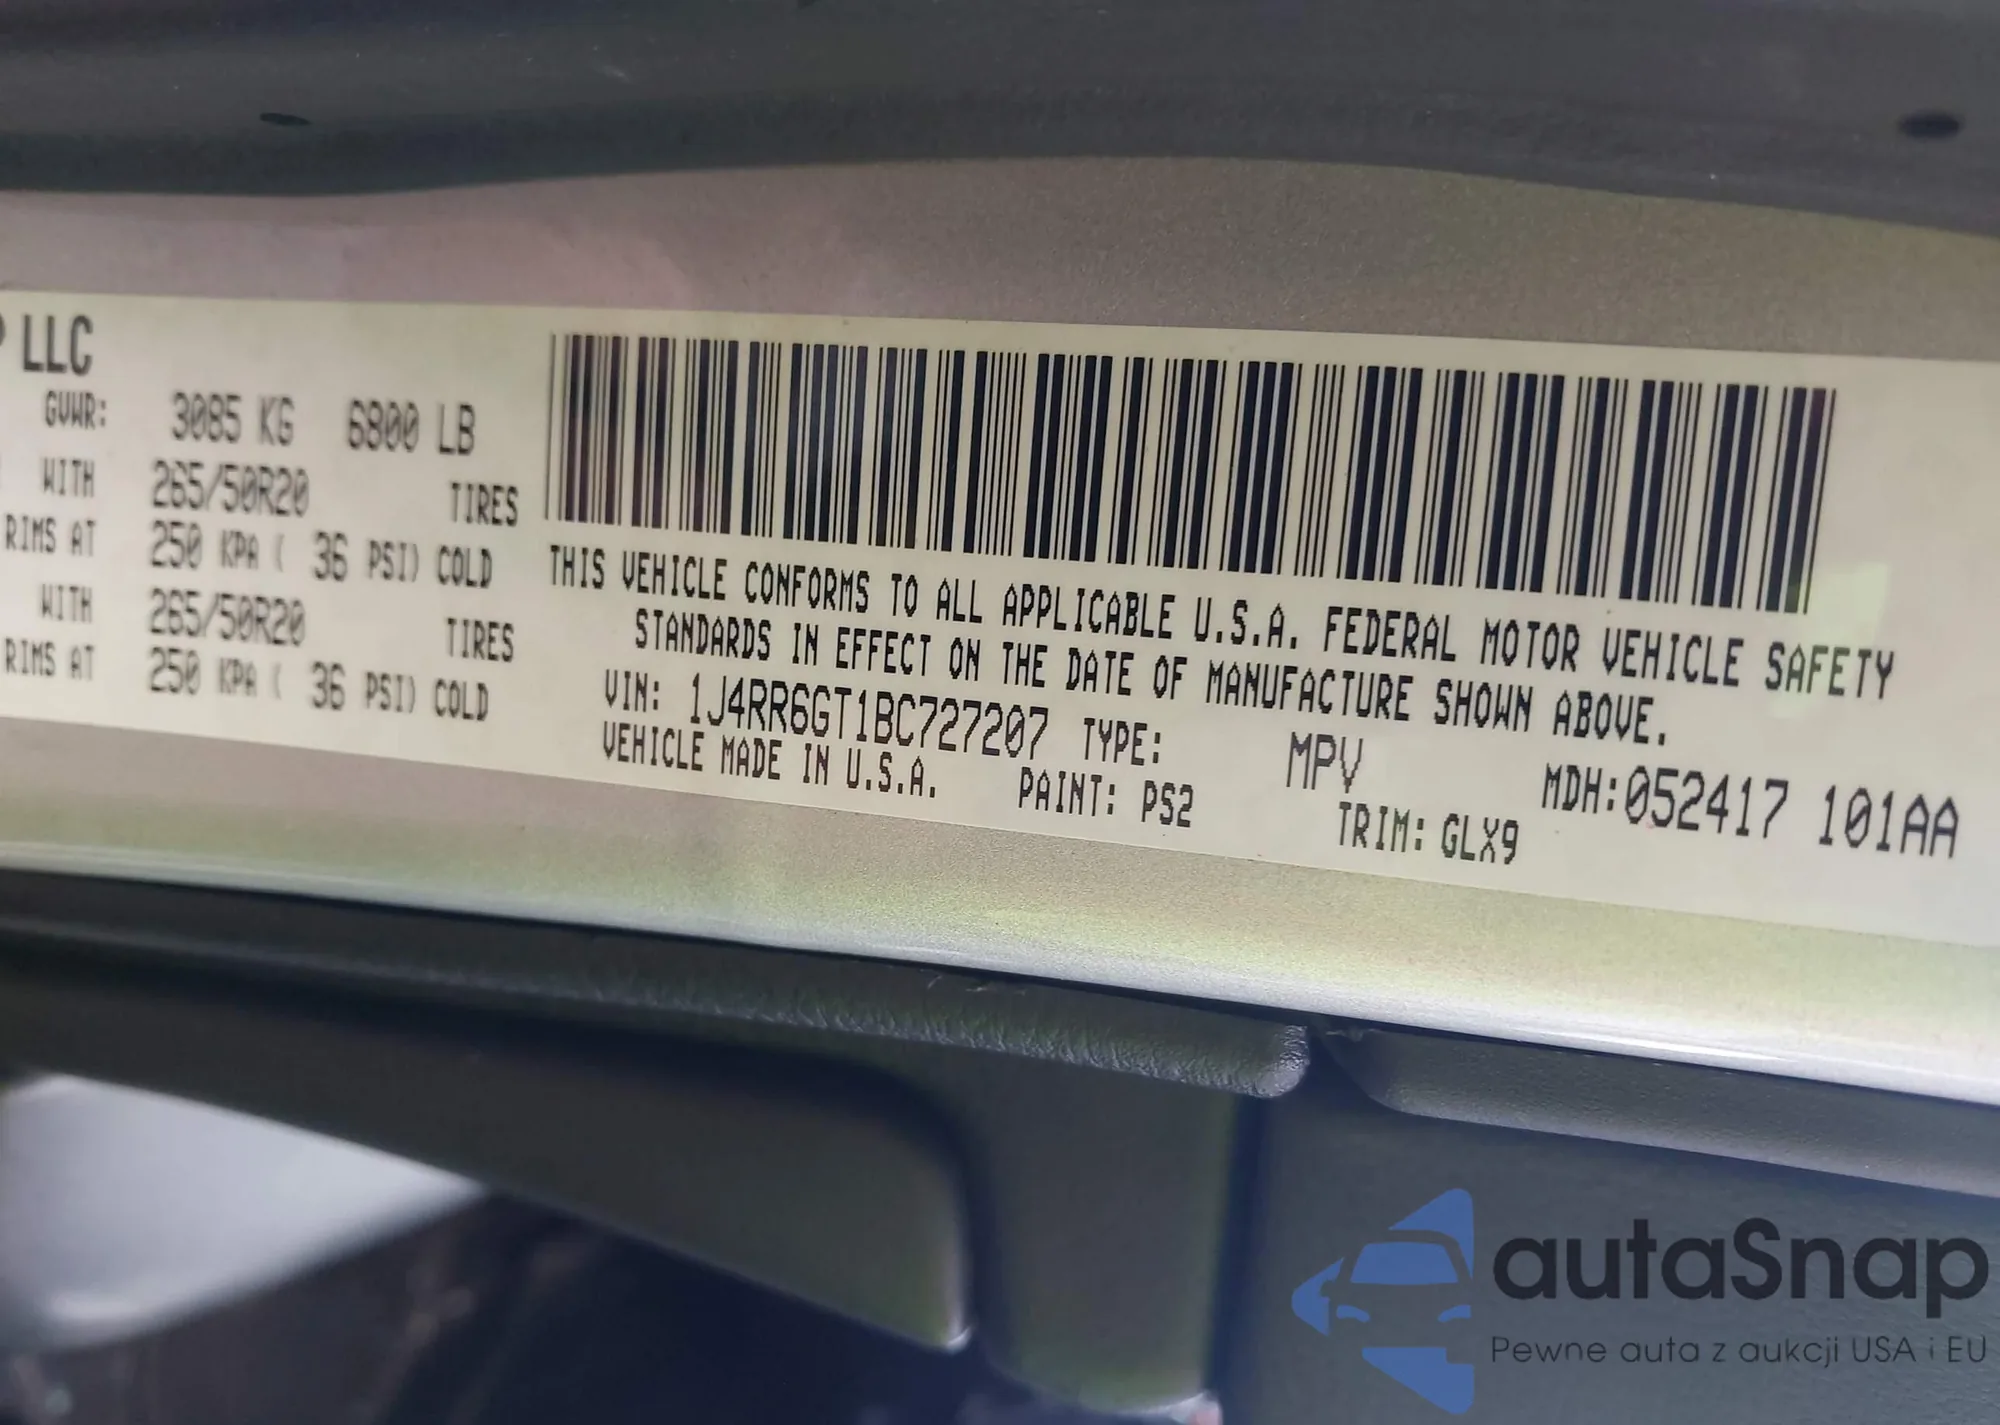 LLC
GVWR: 3085 KG 6800 LB
WITH 265/50R20 TIRES
RIMS AT 250 KPA ( 36 PSI) COLD
WITH 265/50R20 TIRES
RIMS AT 250 KPA ( 36 PSI) COLD
THIS VEHICLE CONFORMS TO ALL APPLICABLE U.S.A. FEDERAL MOTOR VEHICLE SAFETY
STANDARDS IN EFFECT ON THE DATE OF MANUFACTURE SHOWN ABOVE.
VIN: 1J4RR6GT1BC727207 TYPE: MPV MDH:052417 101AA
VEHICLE MADE IN U.S.A. PAINT: PS2 TRIM: GLX9
autaSnap
Pewne auta z aukcji USA i EU